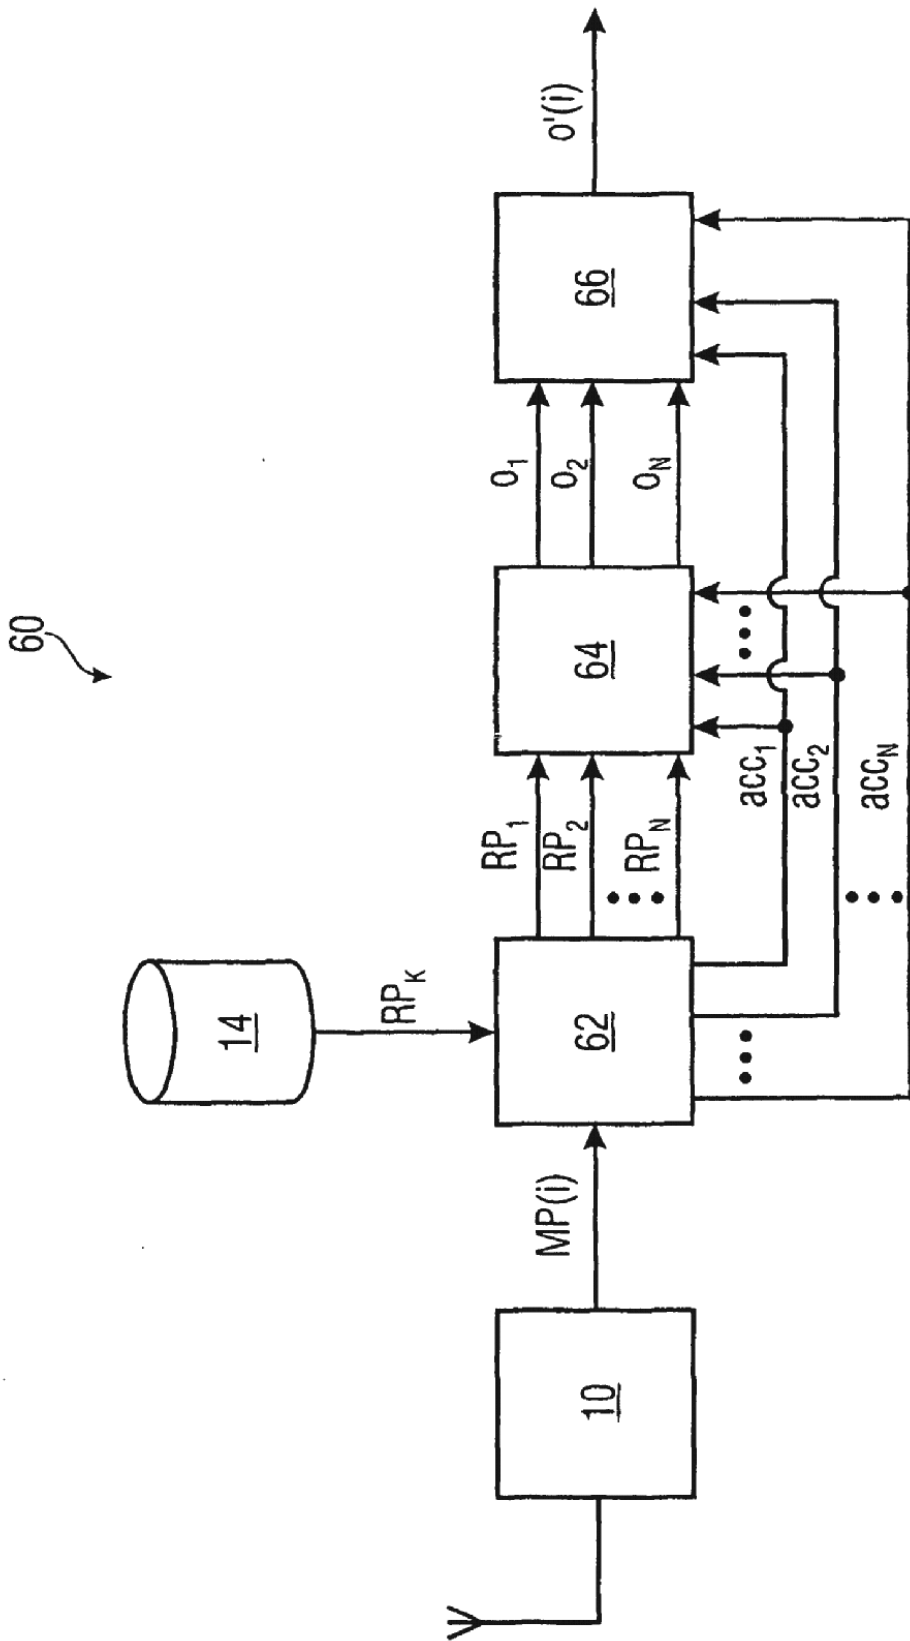 60
14
RP_K
10
MP(i)
62
RP_1
RP_2
RP_N
acc_1
acc_2
acc_N
64
O_1
O_2
O_N
66
o'(i)